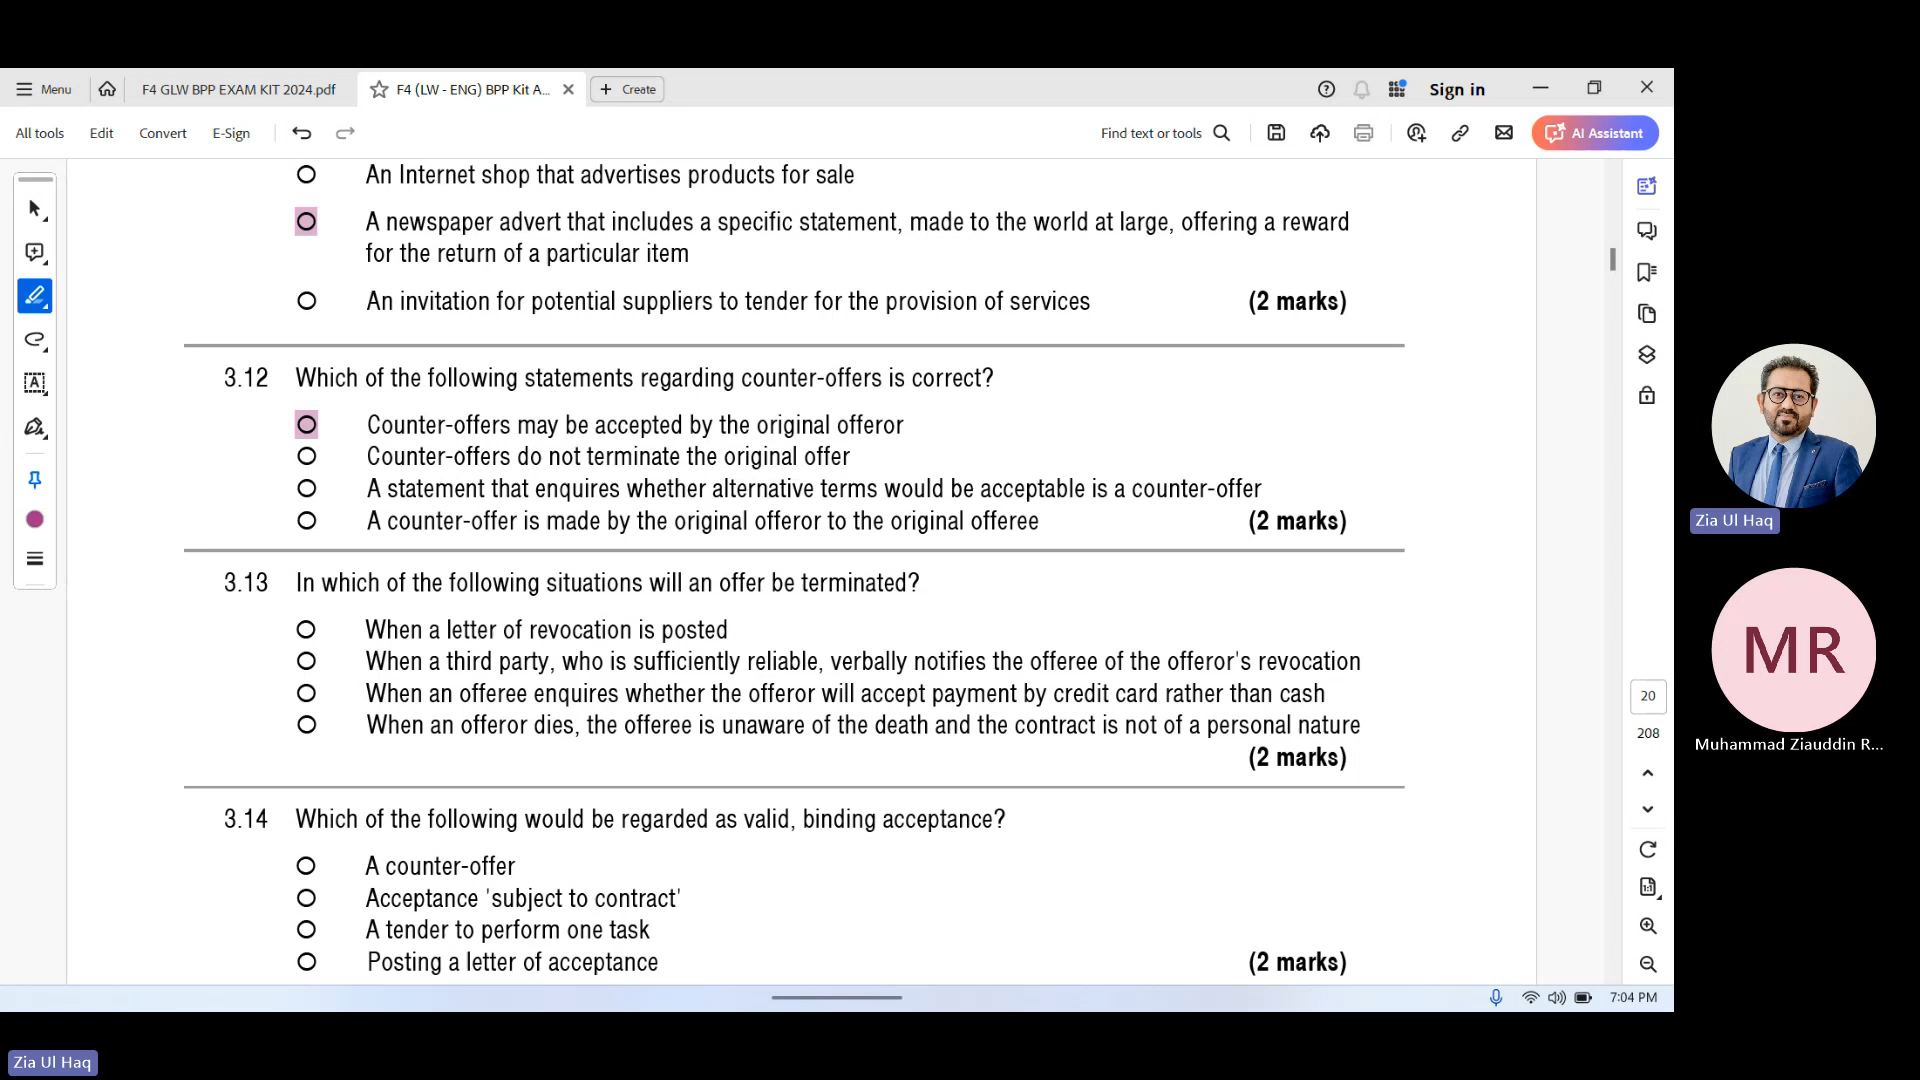 Menu
F4 GLW BPP EXAM KIT 2024.pdf
F4 (LW - ENG) BPP Kit A...
Create
Sign in
All tools
Edit
Convert
E-Sign
Find text or tools
AI Assistant
An Internet shop that advertises products for sale
A newspaper advert that includes a specific statement, made to the world at large, offering a reward
for the return of a particular item
An invitation for potential suppliers to tender for the provision of services (2 marks)
3.12 Which of the following statements regarding counter-offers is correct?
Counter-offers may be accepted by the original offeror
Counter-offers do not terminate the original offer
A statement that enquires whether alternative terms would be acceptable is a counter-offer
A counter-offer is made by the original offeror to the original offeree (2 marks)
3.13 In which of the following situations will an offer be terminated?
When a letter of revocation is posted
When a third party, who is sufficiently reliable, verbally notifies the offeree of the offeror's revocation
When an offeree enquires whether the offeror will accept payment by credit card rather than cash
When an offeror dies, the offeree is unaware of the death and the contract is not of a personal nature
(2 marks)
3.14 Which of the following would be regarded as valid, binding acceptance?
A counter-offer
Acceptance 'subject to contract'
A tender to perform one task
Posting a letter of acceptance (2 marks)
20
208
7:04 PM
Zia Ul Haq
MR
Muhammad Ziauddin R...
Zia Ul Haq